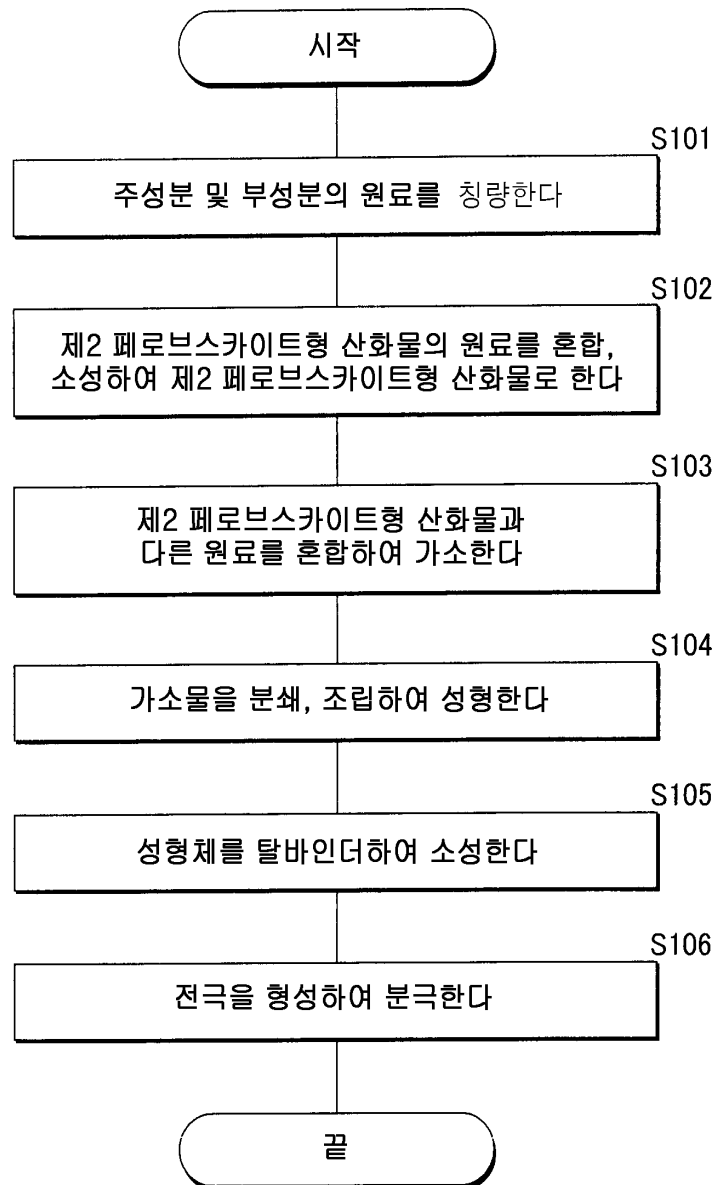 시작
S101
주성분 및 부성분의 원료를 칭량한다
S102
제2 페로브스카이트형 산화물의 원료를 혼합,
소성하여 제2 페로브스카이트형 산화물로 한다
S103
제2 페로브스카이트형 산화물과
다른 원료를 혼합하여 가소한다
S104
가소물을 분쇄, 조립하여 성형한다
S105
성형체를 탈바인더하여 소성한다
S106
전극을 형성하여 분극한다
끝